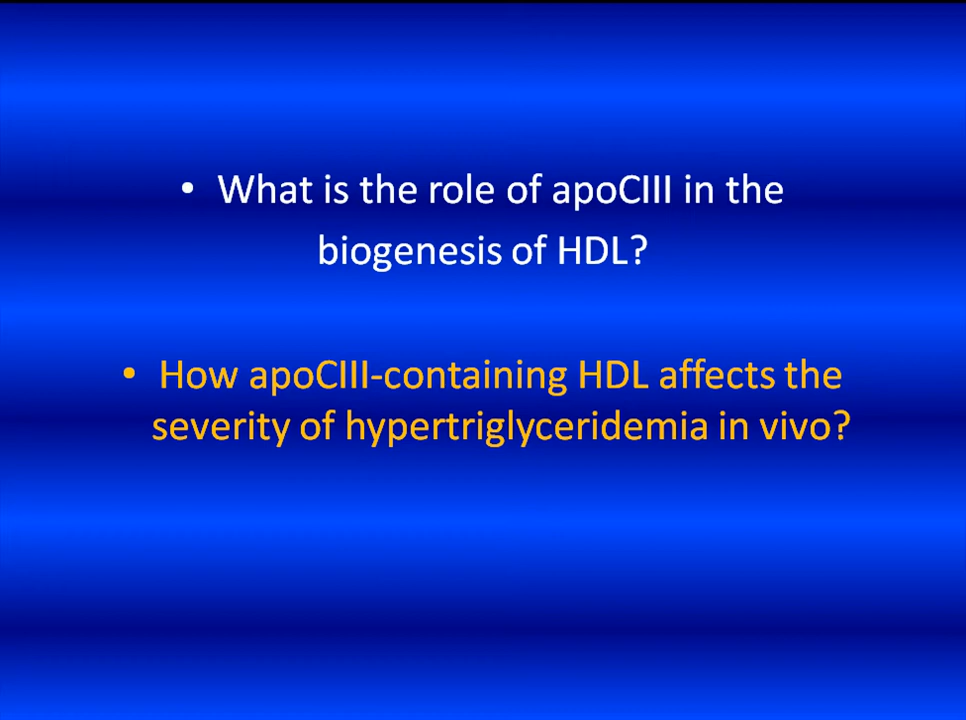 • What is the role of apoCIII in the
biogenesis of HDL?
• How apoCIII-containing HDL affects the
severity of hypertriglyceridemia in vivo?